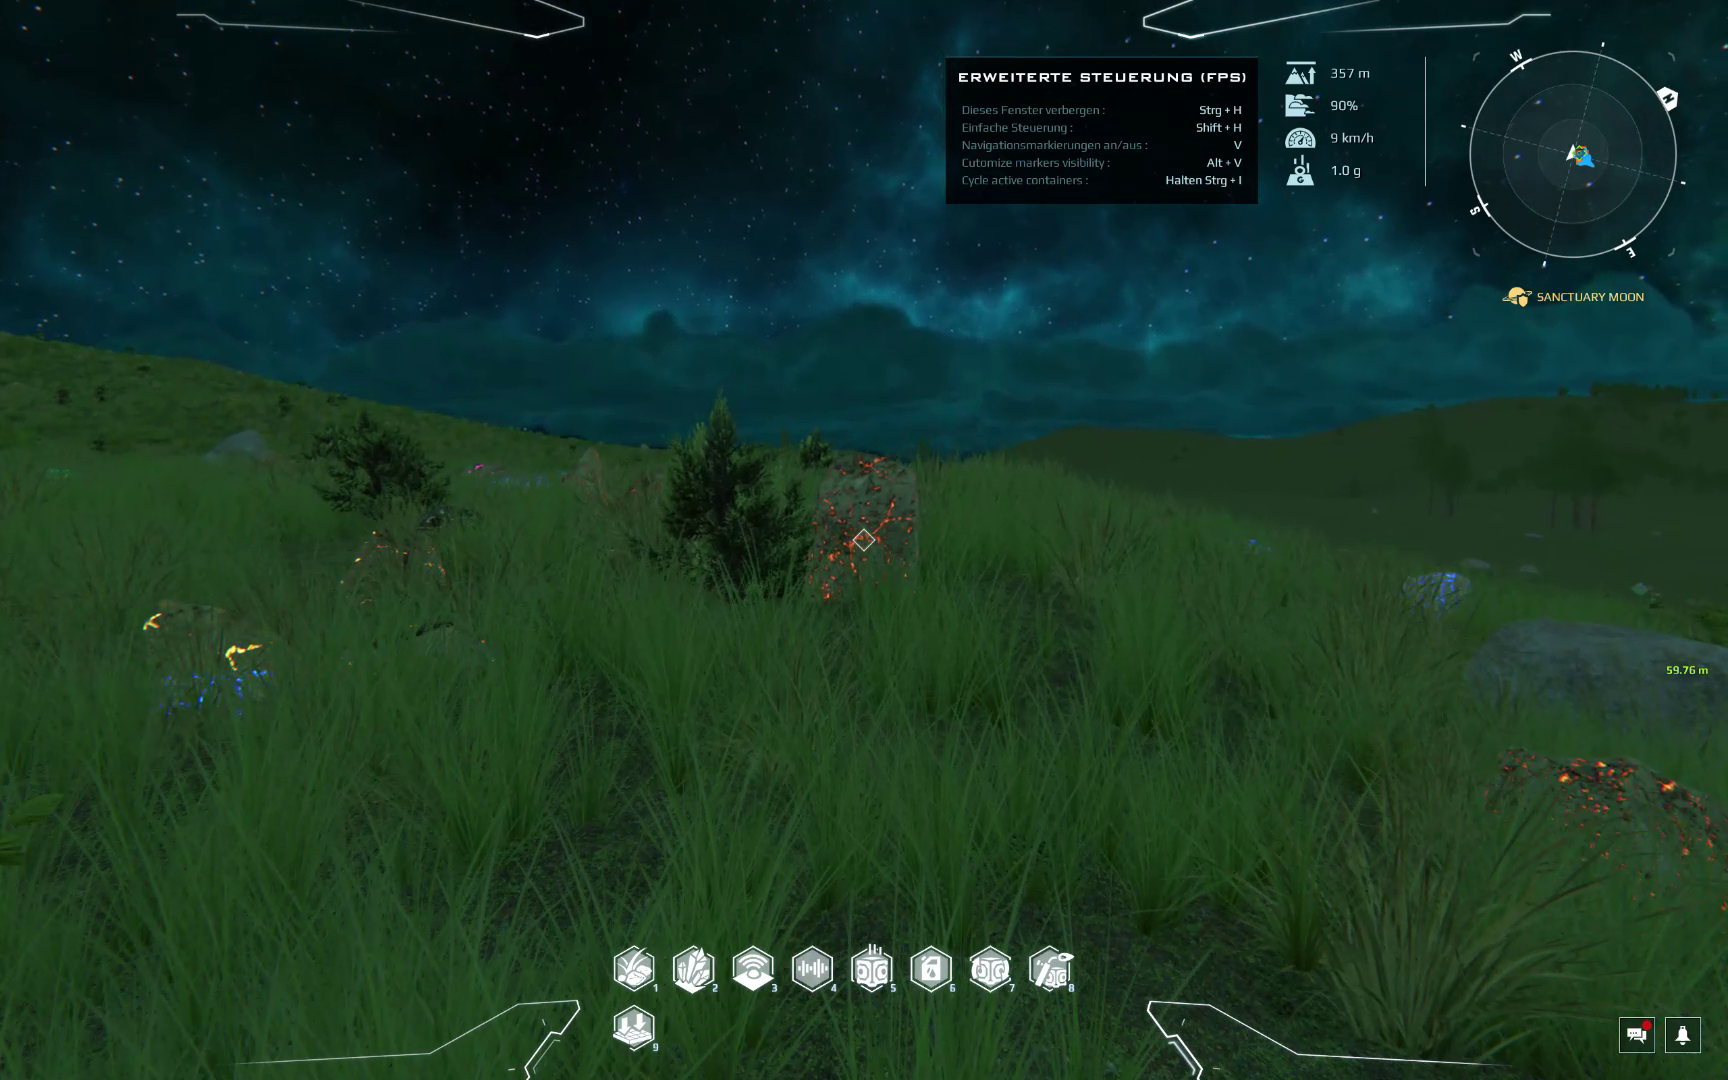 ERWEITERTE STEUERUNG (FPS)
Dieses Fenster verbergen : Strg + H
Einfache Steuerung : Shift + H
Navigationsmarkierungen an/aus : V
Cutomize markers visibility : Alt + V
Cycle active containers : Halten Strg + I
357 m
90%
9 km/h
1.0 g
G
W
N
S
E
SANCTUARY MOON
59.76 m
1
2
3
4
5
6
7
8
9